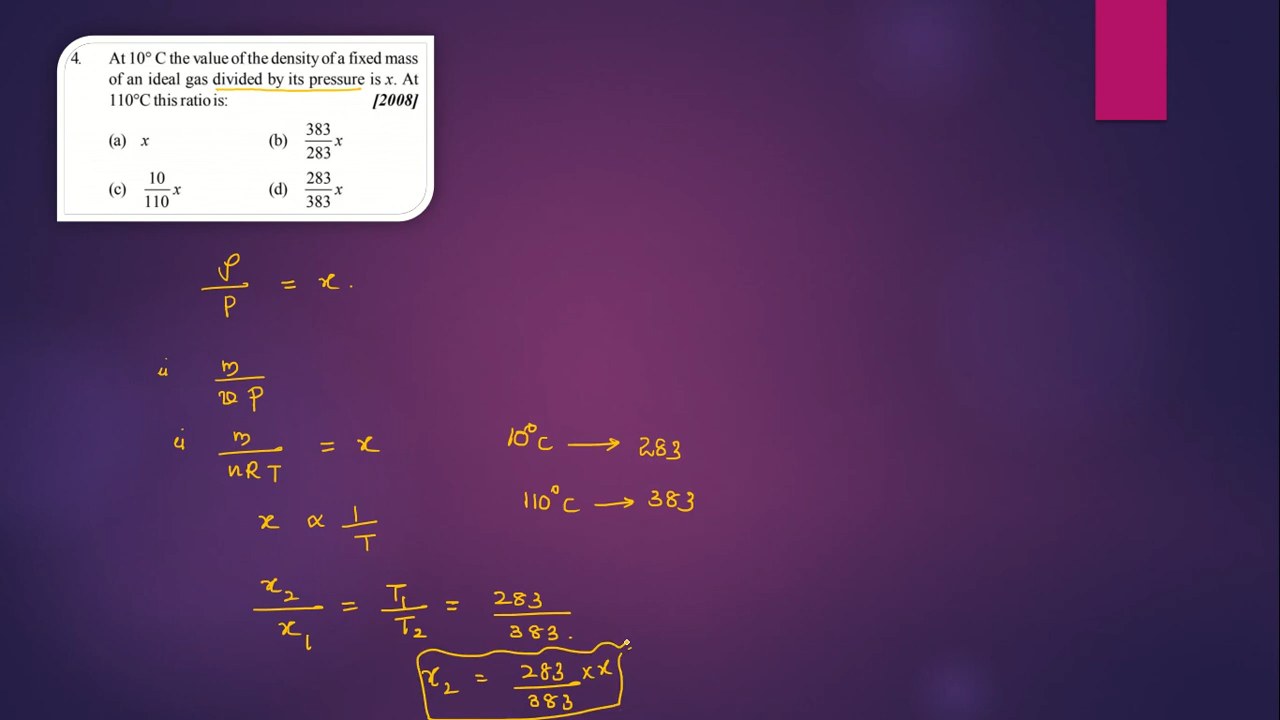 4. At 10° C the value of the density of a fixed mass
of an ideal gas divided by its pressure is x. At
110°C this ratio is: [2008]
(a) x (b) 383/283 x
(c) 10/110 x (d) 283/383 x
ρ/P = x .
m/P
m/nRT = x
10°C → 283
110°C → 383
x ∝ 1/T
x₂/x₁ = T₁/T₂ = 283/383 .
x₂ = 283/383 × x